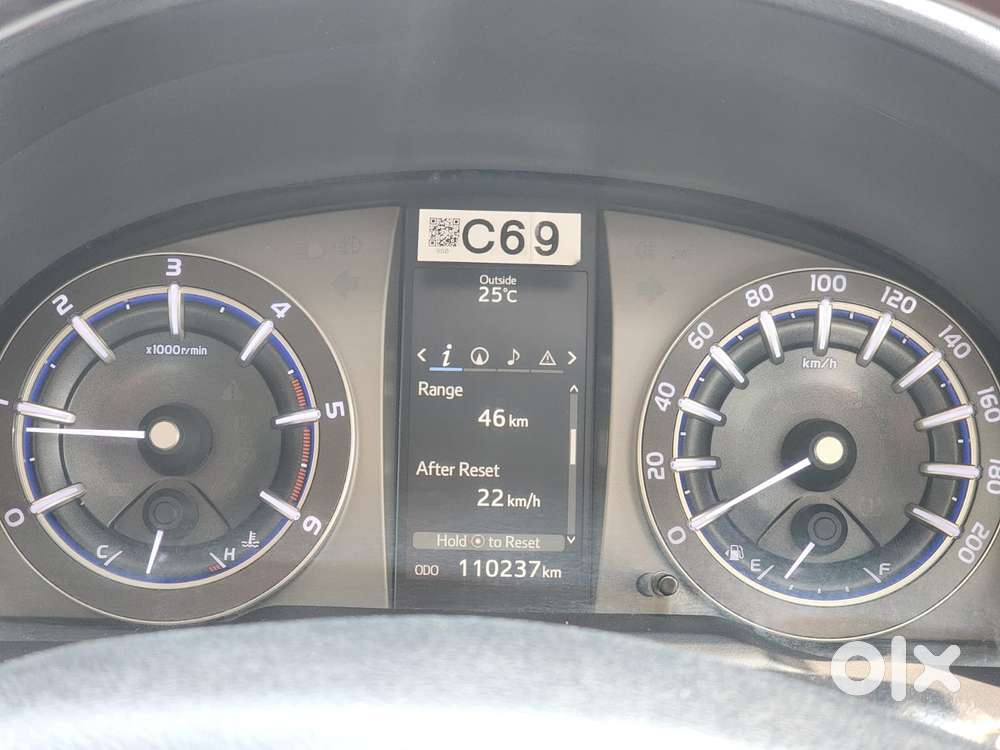 C69
Outside
25°C
Range
46 km
After Reset
22 km/h
Hold ⦿ to Reset
ODO 110237 km
0 1 2 3 4 5 6
x1000r/min
C H
0 20 40 60 80 100 120 140 160 180 200
km/h
E F
olx